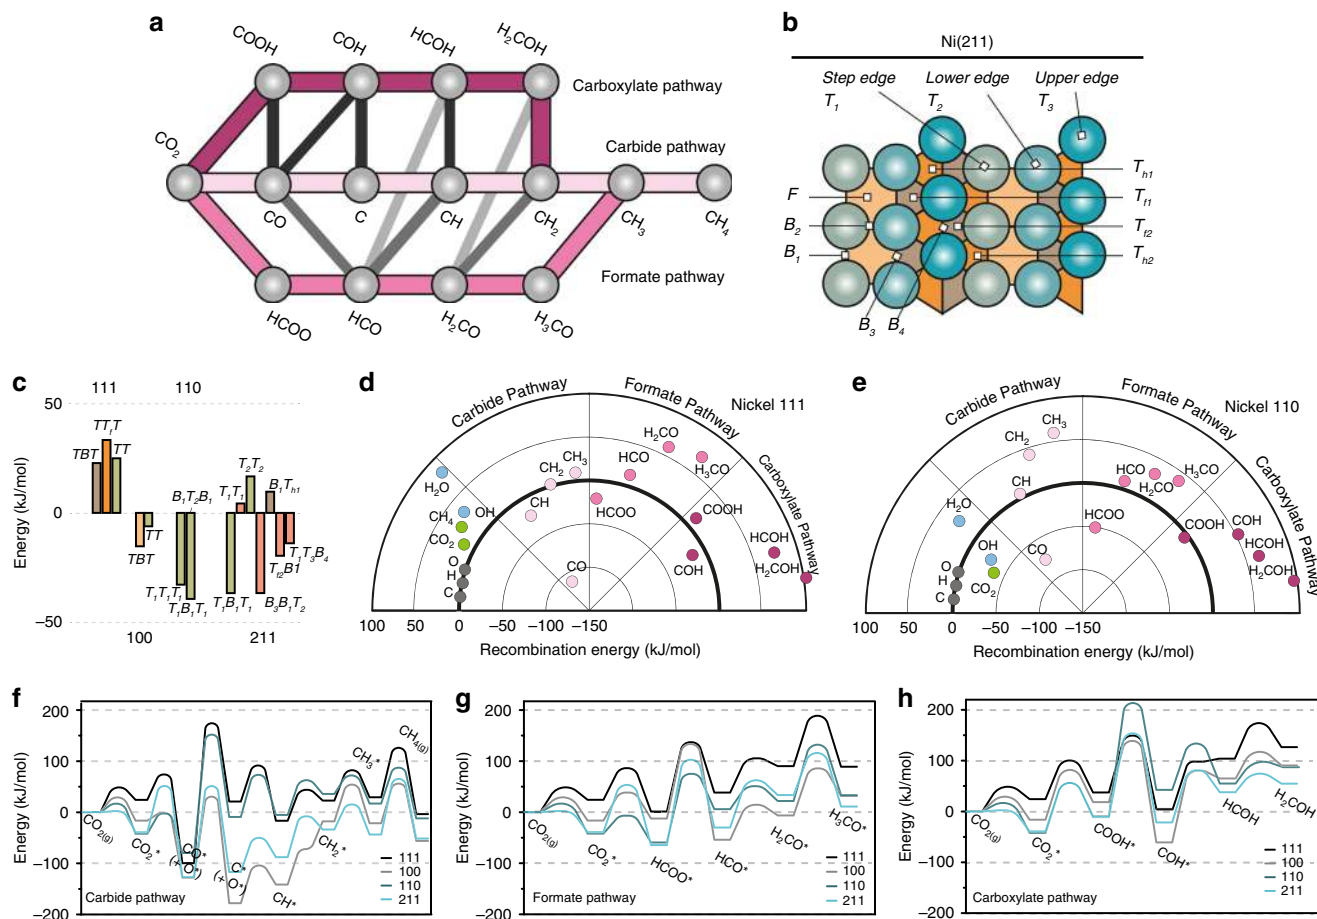 a
COOH
COH
HCOH
H2COH
Carboxylate pathway
CO2
Carbide pathway
CO
C
CH
CH2
CH3
CH4
Formate pathway
HCOO
HCO
H2CO
H3CO
b
Ni(211)
Step edge
Lower edge
Upper edge
T1
T2
T3
Th1
F
Tf1
B2
Tf2
B1
Th2
B3
B4
c
111
110
50
TTfT
TBT
TT
T2T2
B1T2B1
T1T1
B1Th1
0
Energy (kJ/mol)
TBT
TT
T1T1T1
T1B1T1
T1B1T1
B3B1T2
Tf2B1
T1T3B4
−50
100
211
d
Carbide Pathway
Formate Pathway
Carboxylate Pathway
Nickel 111
H2CO
H3CO
HCO
CH3
CH2
H2O
CH
HCOO
OH
CH4
CO2
COOH
HCOH
H2COH
COH
CO
O
H
C
100
50
0
−50
−100
−150
Recombination energy (kJ/mol)
e
Carbide Pathway
Formate Pathway
Carboxylate Pathway
Nickel 110
CH3
CH2
HCO
H2CO
H3CO
CH
H2O
HCOO
COOH
COH
HCOH
H2COH
OH
CO
CO2
O
H
C
100
50
0
−50
−100
−150
Recombination energy (kJ/mol)
f
Energy (kJ/mol)
200
100
0
−100
−200
CO2(g)
CO2*
CO*
(+ O*)
C*
(+ O*)
CH*
CH2*
CH3*
CH4(g)
111
100
110
211
Carbide pathway
g
Energy (kJ/mol)
200
100
0
−100
−200
CO2(g)
CO2*
HCOO*
HCO*
H2CO*
H3CO*
111
100
110
211
Formate pathway
h
Energy (kJ/mol)
200
100
0
−100
−200
CO2(g)
CO2*
COOH*
COH*
HCOH
H2COH
111
100
110
211
Carboxylate pathway